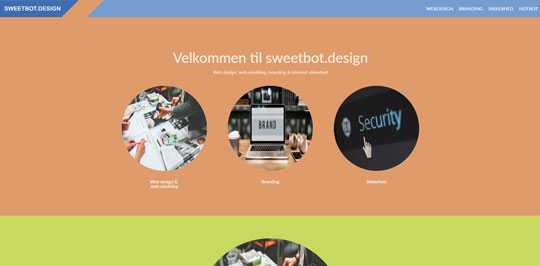 SWEETBOT.DESIGN
WEBDESIGN BRANDING SIKKERHED HOTBOT
Velkommen til sweetbot.design
Web design, web udvikling, Branding & Internet sikkerhed
BRAND
Security
Web design &
web udvikling
Branding
Sikkerhed